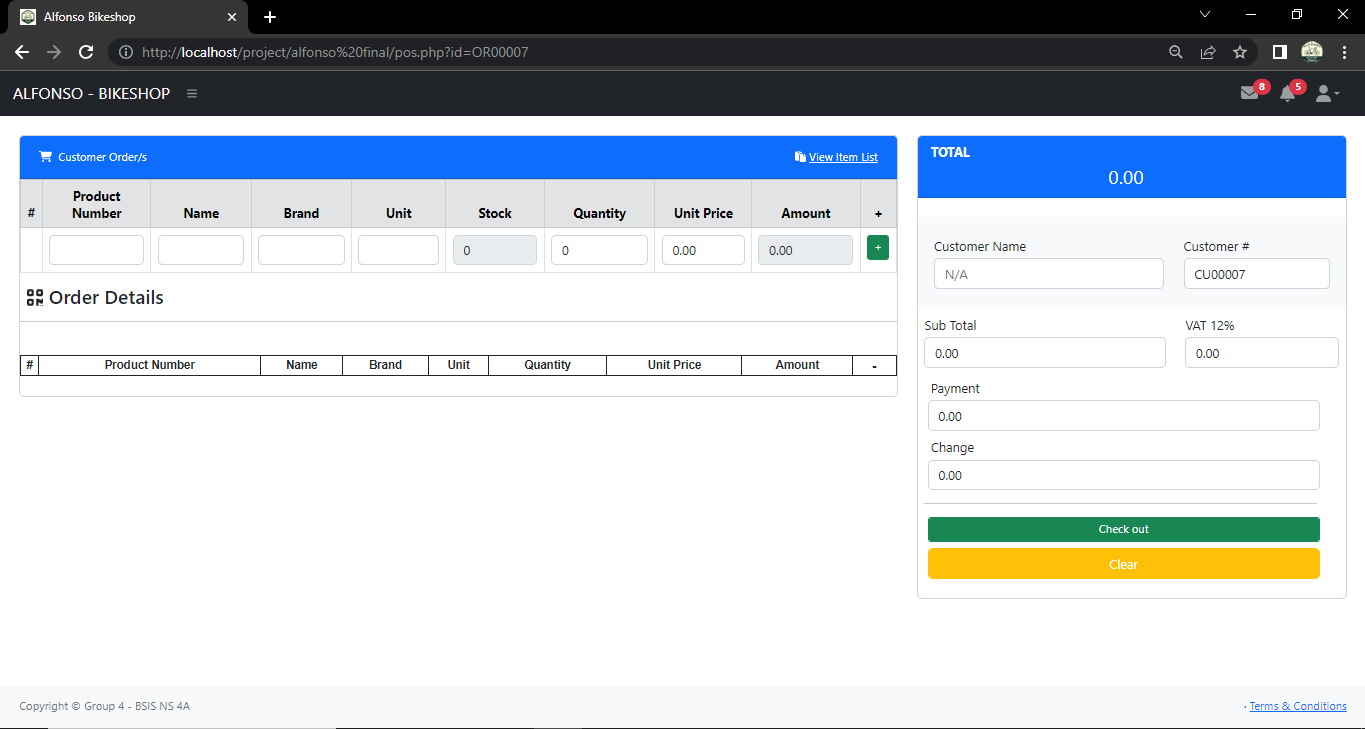 Alfonso Bikeshop
http://localhost/project/alfonso%20final/pos.php?id=OR00007
ALFONSO - BIKESHOP
8
5
Customer Order/s
View Item List
# Product Number Name Brand Unit Stock Quantity Unit Price Amount +
0 0 0.00 0.00 +
Order Details
# Product Number Name Brand Unit Quantity Unit Price Amount -
TOTAL
0.00
Customer Name Customer #
N/A CU00007
Sub Total VAT 12%
0.00 0.00
Payment
0.00
Change
0.00
Check out
Clear
Copyright © Group 4 - BSIS NS 4A
· Terms & Conditions